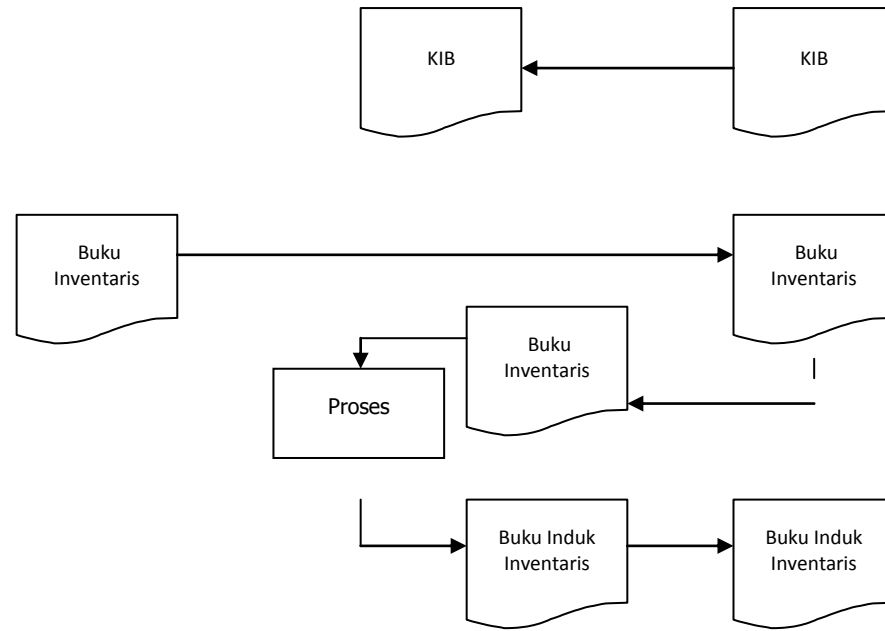 KIB
KIB
Buku
Inventaris
Buku
Inventaris
Buku
Inventaris
Proses
Buku Induk
Inventaris
Buku Induk
Inventaris